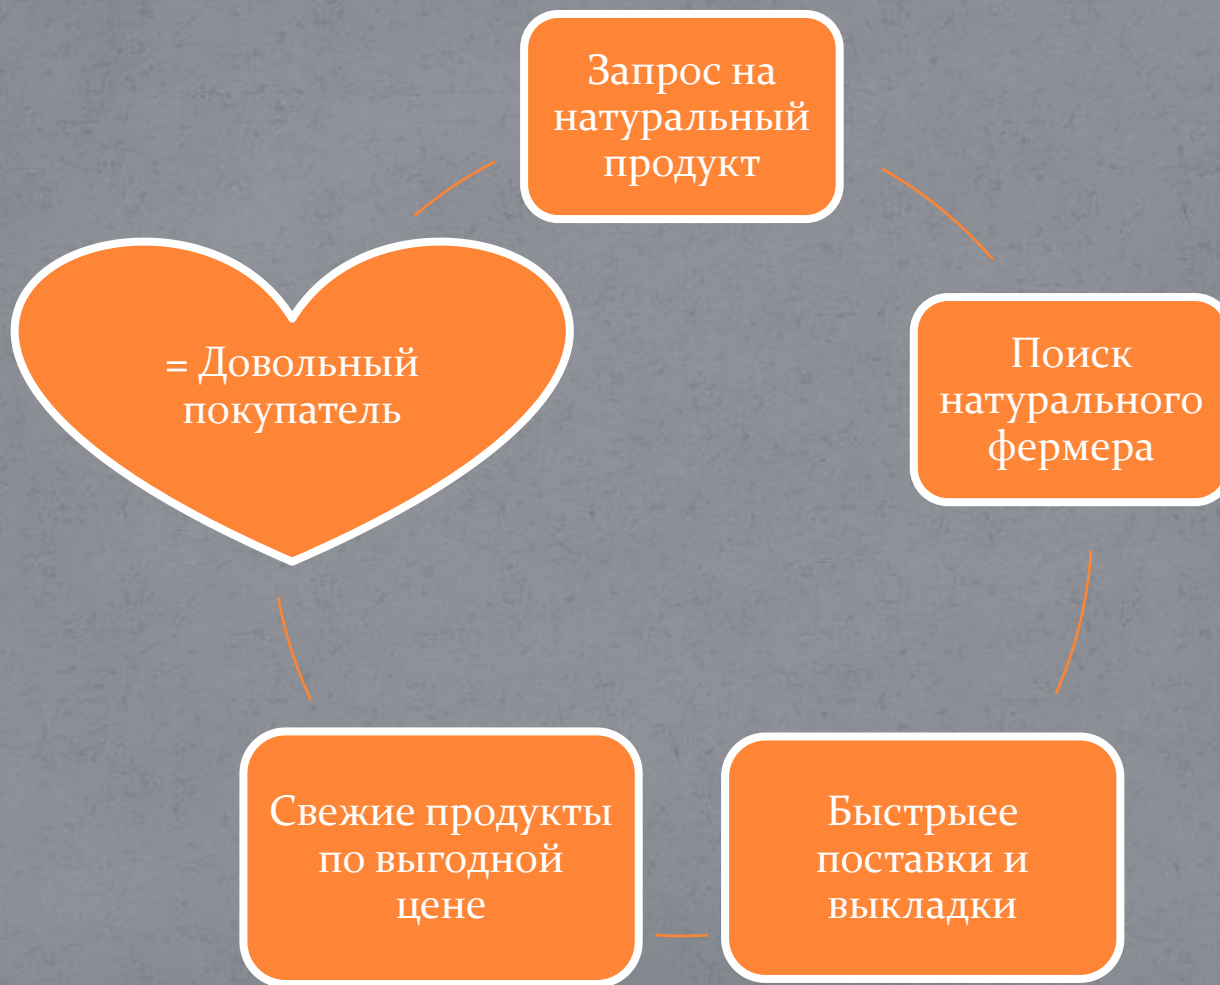 Запрос на
натуральный
продукт
Поиск
натурального
фермера
Быстрыее
поставки и
выкладки
Свежие продукты
по выгодной
цене
= Довольный
покупатель